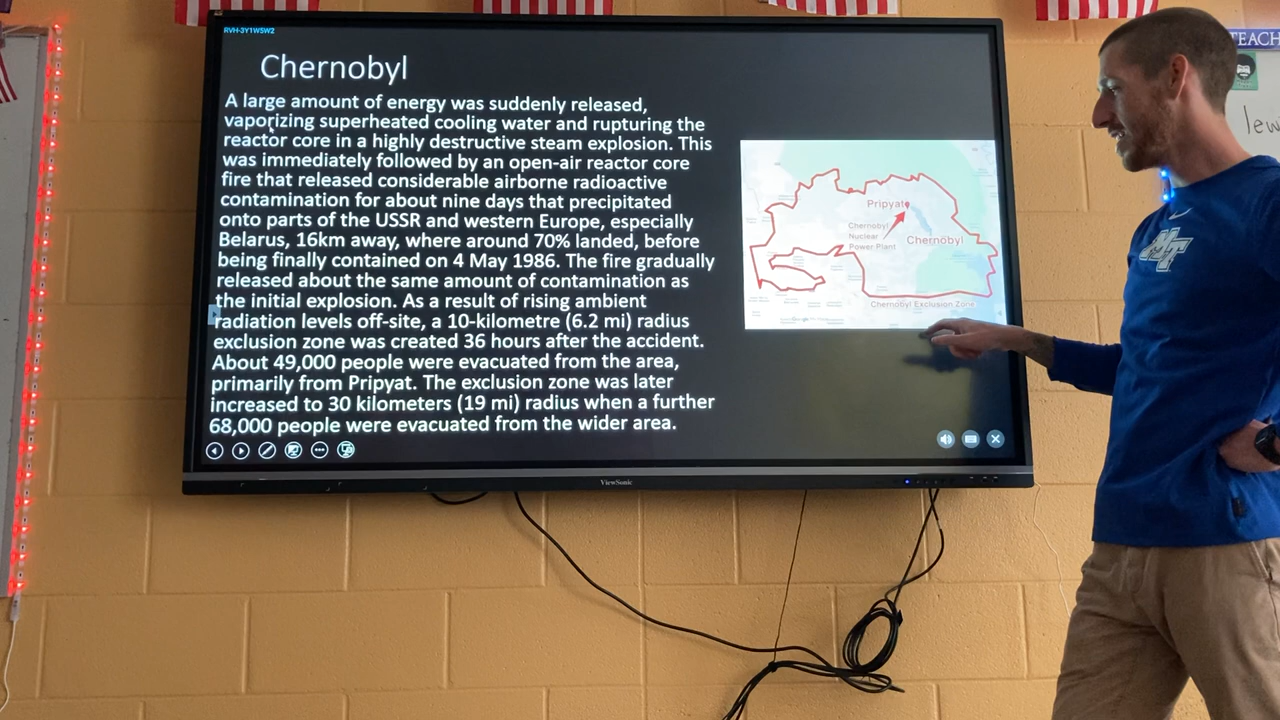 RVH-3Y1W5W2
Chernobyl
A large amount of energy was suddenly released,
vaporizing superheated cooling water and rupturing the
reactor core in a highly destructive steam explosion. This
was immediately followed by an open-air reactor core
fire that released considerable airborne radioactive
contamination for about nine days that precipitated
onto parts of the USSR and western Europe, especially
Belarus, 16km away, where around 70% landed, before
being finally contained on 4 May 1986. The fire gradually
released about the same amount of contamination as
the initial explosion. As a result of rising ambient
radiation levels off-site, a 10-kilometre (6.2 mi) radius
exclusion zone was created 36 hours after the accident.
About 49,000 people were evacuated from the area,
primarily from Pripyat. The exclusion zone was later
increased to 30 kilometers (19 mi) radius when a further
68,000 people were evacuated from the wider area.
Pripyat
Chernobyl
Nuclear
Power Plant
Chernobyl
Chernobyl Exclusion Zone
ViewSonic
TEACH
lew
MT